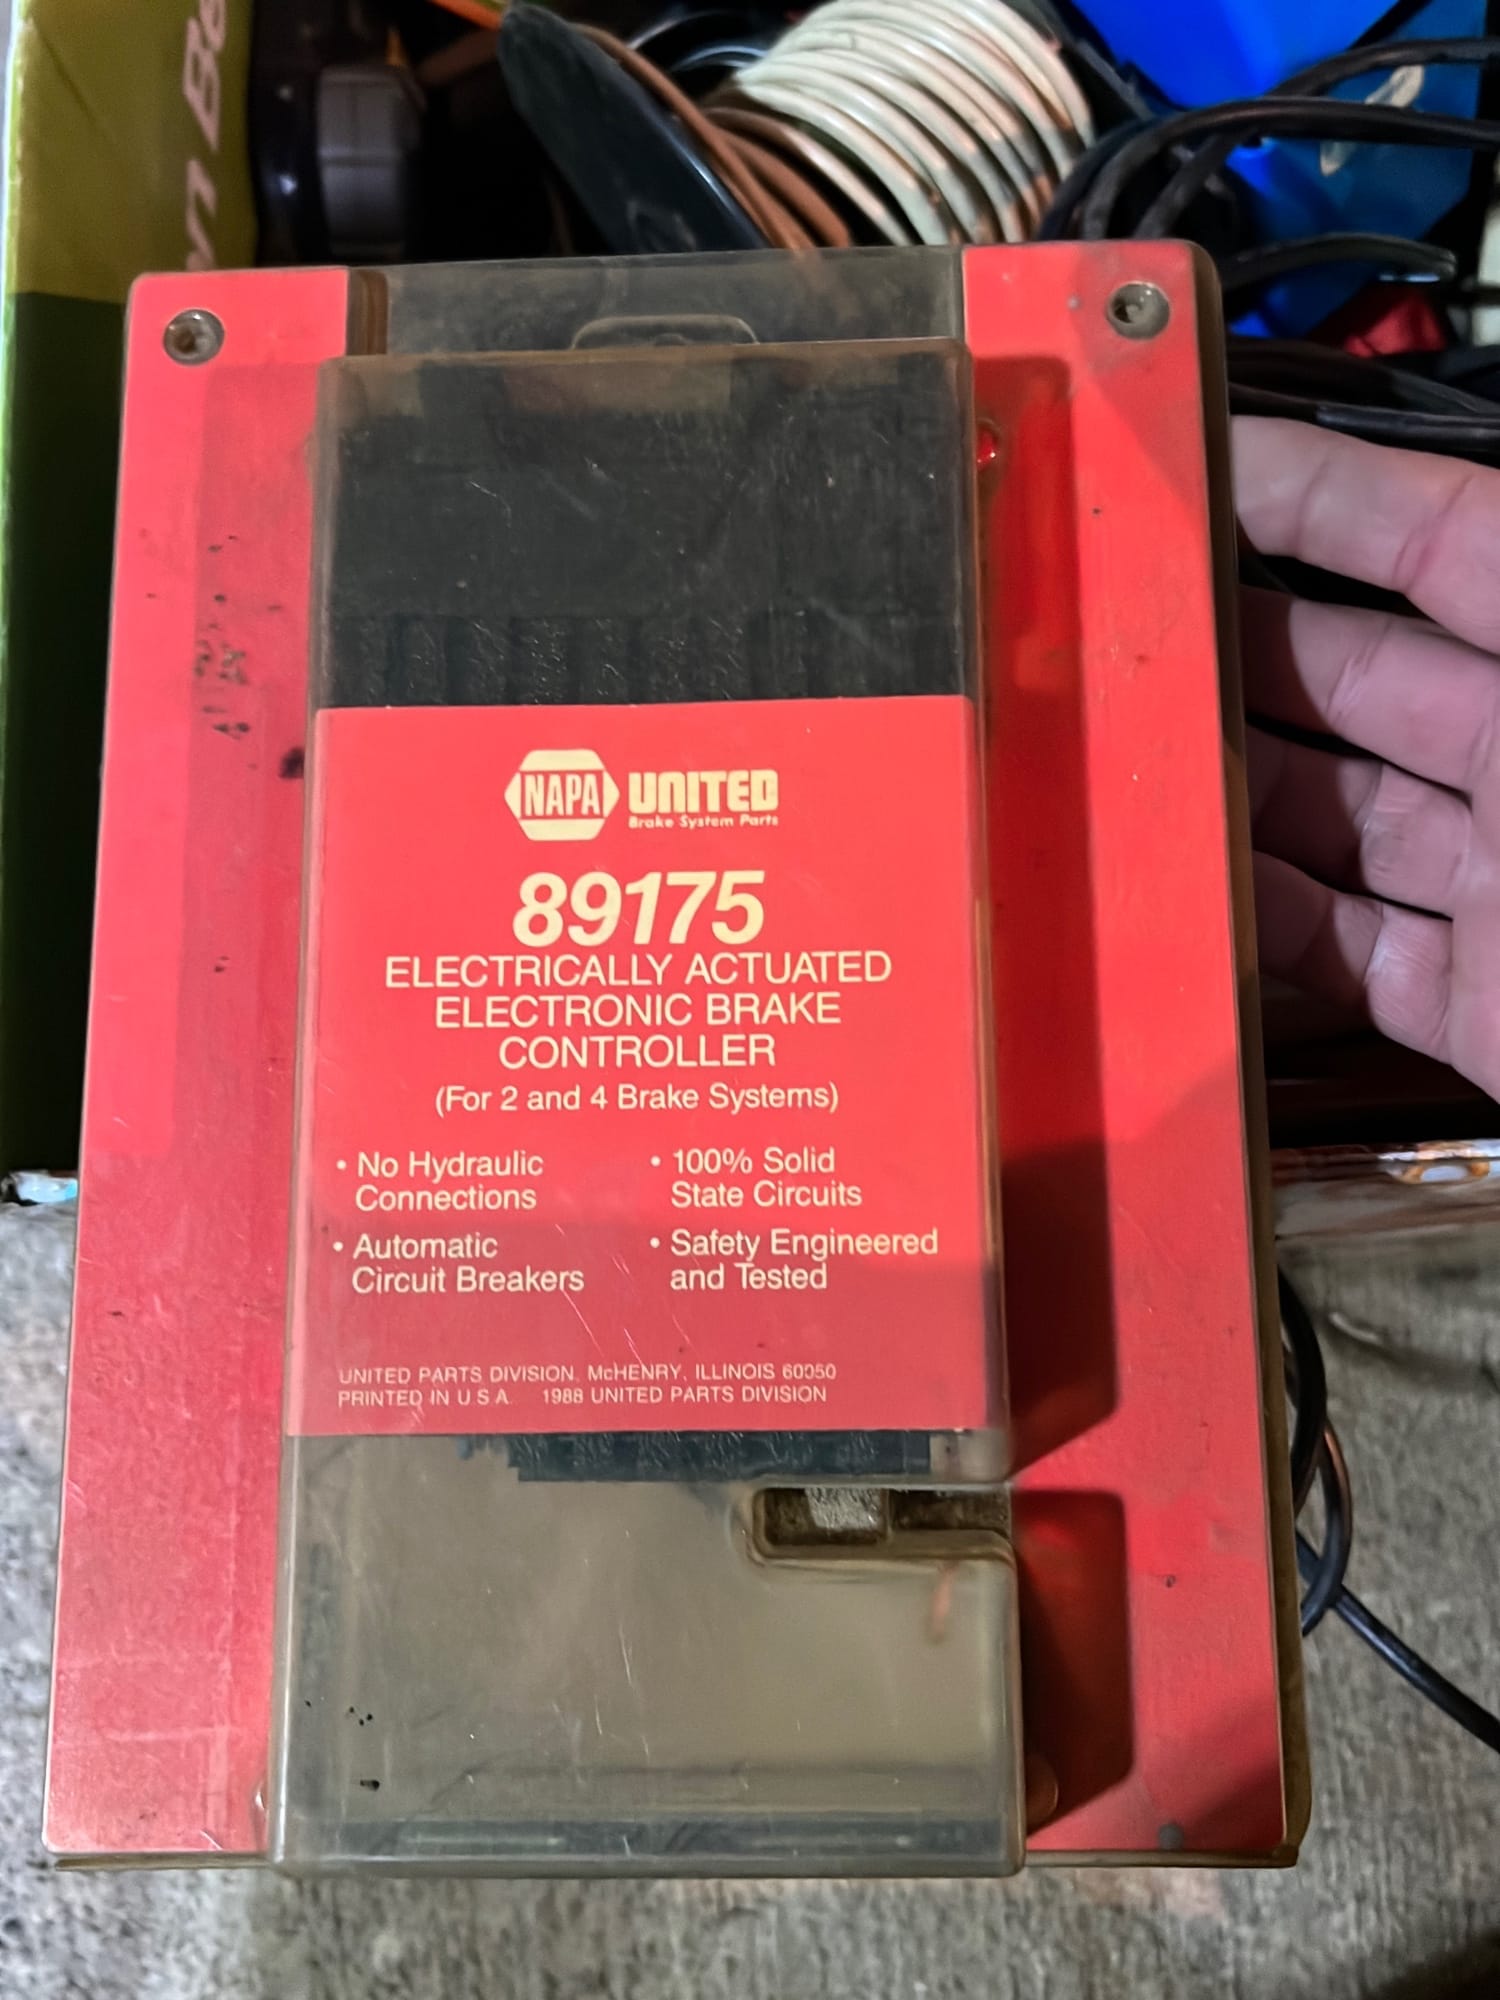 NAPA UNITED
Brake System Parts
89175
ELECTRICALLY ACTUATED
ELECTRONIC BRAKE
CONTROLLER
(For 2 and 4 Brake Systems)
• No Hydraulic
Connections
• Automatic
Circuit Breakers
• 100% Solid
State Circuits
• Safety Engineered
and Tested
UNITED PARTS DIVISION, McHENRY, ILLINOIS 60050
PRINTED IN U.S.A. 1988 UNITED PARTS DIVISION